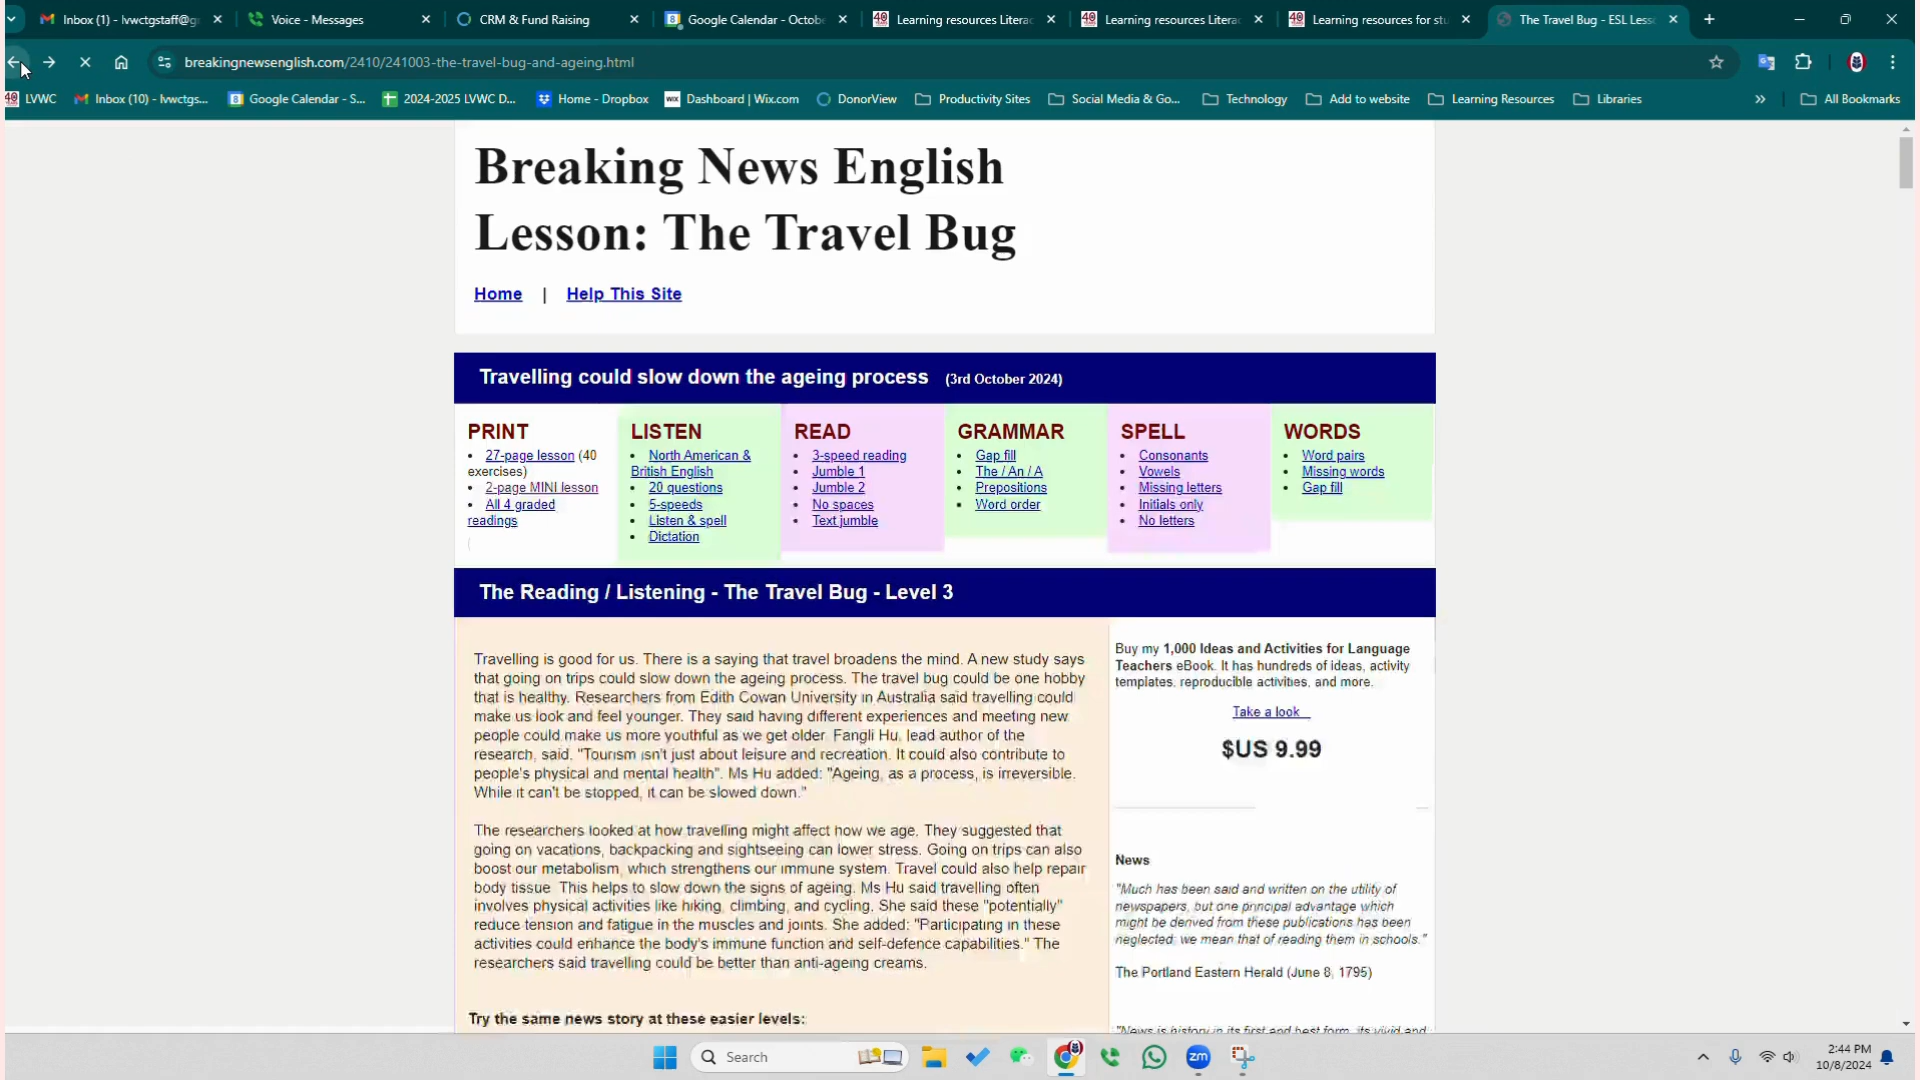 Inbox (1) - lvwctgstaff@g
Voice - Messages
CRM & Fund Raising
Google Calendar - Octobe
Learning resources Litera
Learning resources Litera
Learning resources for stu
The Travel Bug - ESL Less
breakingnewsenglish.com/2410/241003-the-travel-bug-and-ageing.html
LVWC
Inbox (10) - lvwctgs...
Google Calendar - S...
2024-2025 LVWC D...
Home - Dropbox
Dashboard | Wix.com
DonorView
Productivity Sites
Social Media & Go...
Technology
Add to website
Learning Resources
Libraries
All Bookmarks
Breaking News English
Lesson: The Travel Bug
Home | Help This Site
Travelling could slow down the ageing process (3rd October 2024)
PRINT
• 27-page lesson (40
exercises)
• 2-page MINI lesson
• All 4 graded
readings
LISTEN
• North American &
British English
• 20 questions
• 5-speeds
• Listen & spell
• Dictation
READ
• 3-speed reading
• Jumble 1
• Jumble 2
• No spaces
• Text jumble
GRAMMAR
• Gap fill
• The / An / A
• Prepositions
• Word order
SPELL
• Consonants
• Vowels
• Missing letters
• Initials only
• No letters
WORDS
• Word pairs
• Missing words
• Gap fill
The Reading / Listening - The Travel Bug - Level 3
Travelling is good for us. There is a saying that travel broadens the mind. A new study says
that going on trips could slow down the ageing process. The travel bug could be one hobby
that is healthy. Researchers from Edith Cowan University in Australia said travelling could
make us look and feel younger. They said having different experiences and meeting new
people could make us more youthful as we get older. Fangli Hu, lead author of the
research, said: "Tourism isn't just about leisure and recreation. It could also contribute to
people's physical and mental health". Ms Hu added: "Ageing, as a process, is irreversible.
While it can't be stopped, it can be slowed down."
The researchers looked at how travelling might affect how we age. They suggested that
going on vacations, backpacking and sightseeing can lower stress. Going on trips can also
boost our metabolism, which strengthens our immune system. Travel could also help repair
body tissue. This helps to slow down the signs of ageing. Ms Hu said travelling often
involves physical activities like hiking, climbing, and cycling. She said these "potentially"
reduce tension and fatigue in the muscles and joints. She added: "Participating in these
activities could enhance the body's immune function and self-defence capabilities." The
researchers said travelling could be better than anti-ageing creams.
Try the same news story at these easier levels:
Buy my 1,000 Ideas and Activities for Language
Teachers eBook. It has hundreds of ideas, activity
templates, reproducible activities, and more.
Take a look
$US 9.99
News
"Much has been said and written on the utility of
newspapers; but one principal advantage which
might be derived from these publications has been
neglected; we mean that of reading them in schools."
The Portland Eastern Herald (June 8, 1795)
"News is history in its first and best form, its vivid and
Search
zm
2:44 PM
10/8/2024